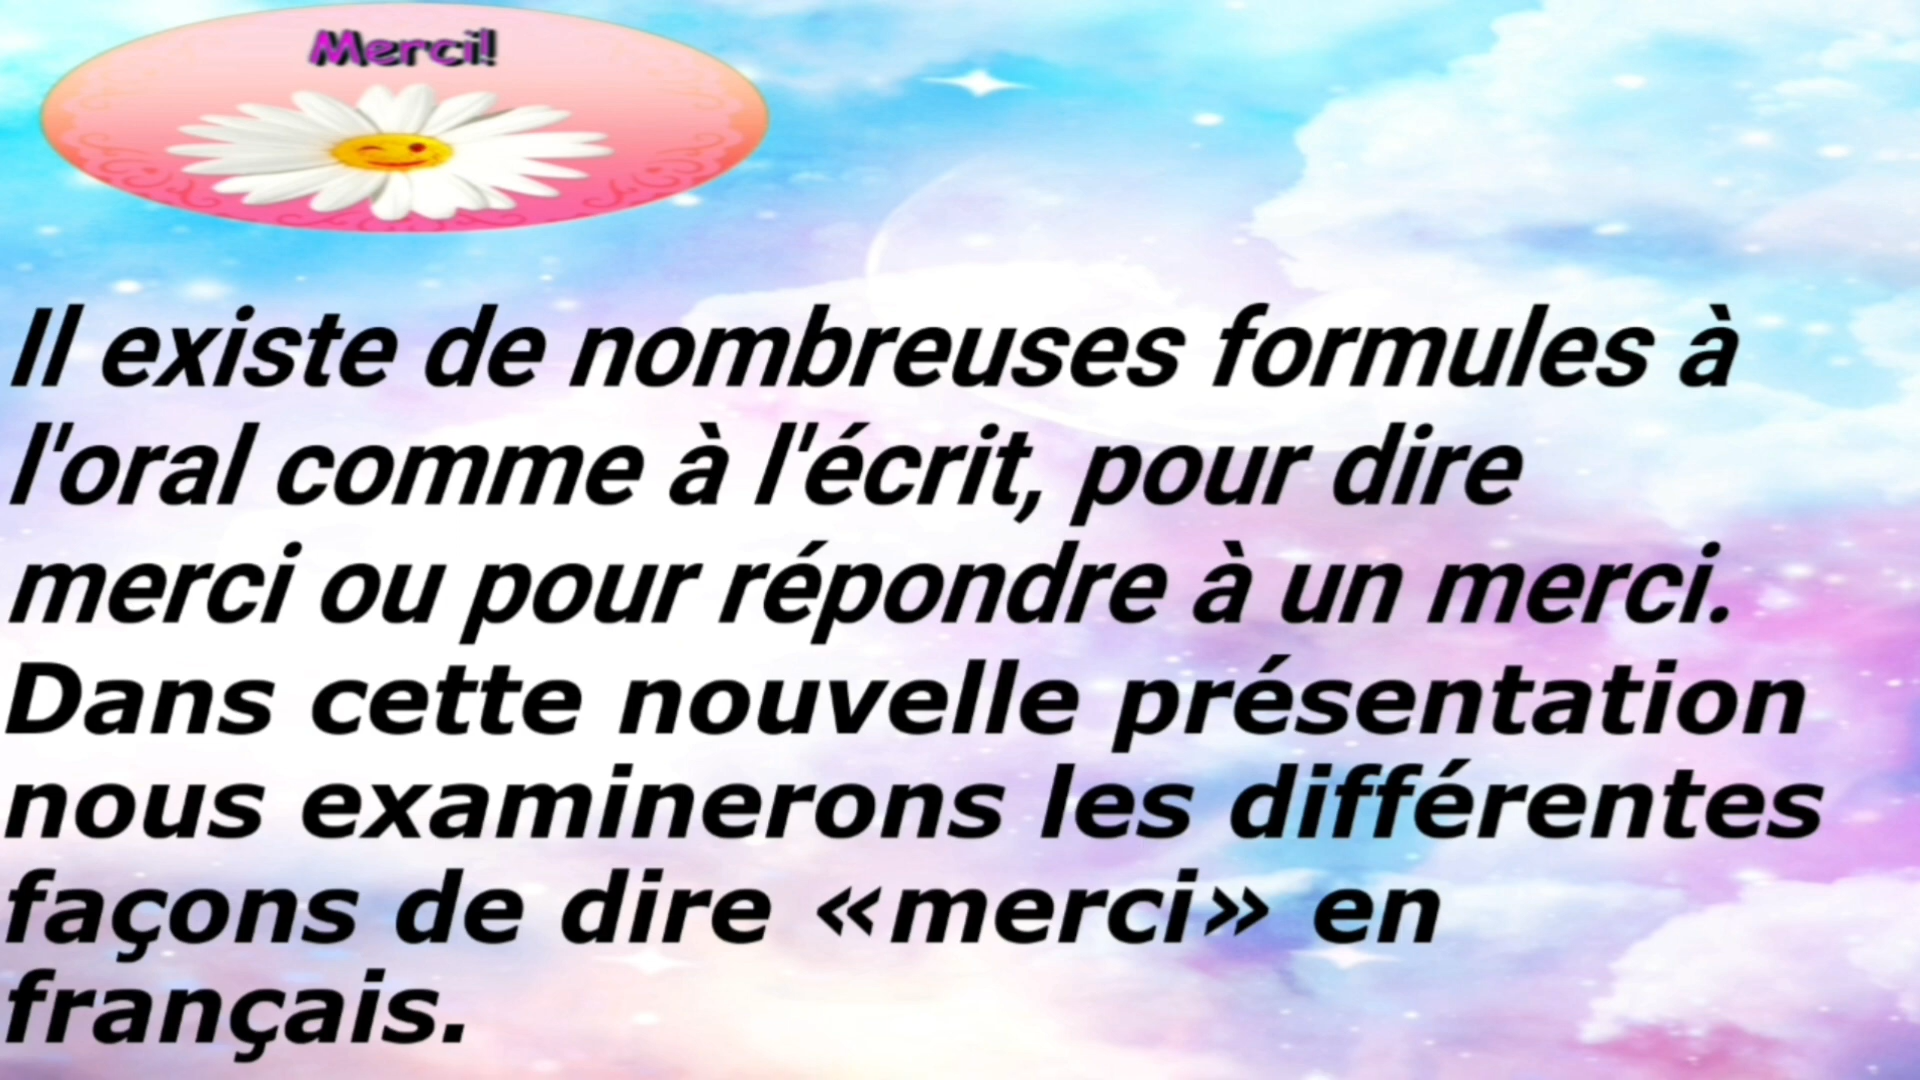 Merci!
Il existe de nombreuses formules à
l'oral comme à l'écrit, pour dire
merci ou pour répondre à un merci.
Dans cette nouvelle présentation
nous examinerons les différentes
façons de dire «merci» en
français.